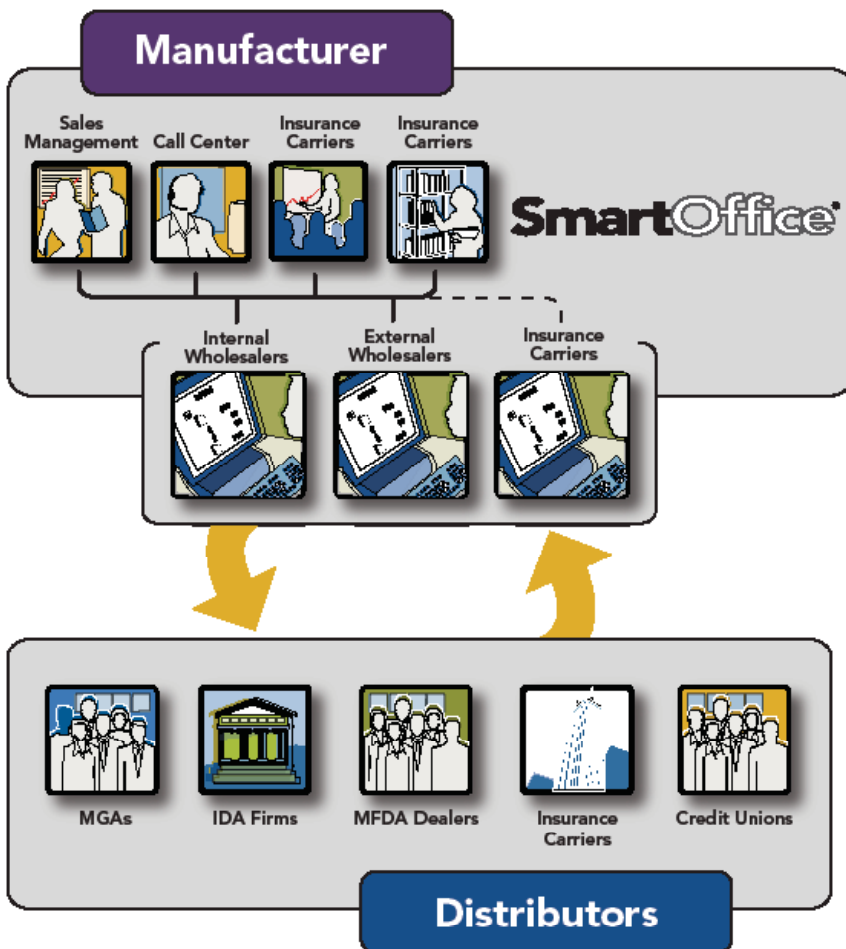 Manufacturer
Sales
Management
Call Center
Insurance
Carriers
Insurance
Carriers
SmartOffice®
Internal
Wholesalers
External
Wholesalers
Insurance
Carriers
MGAs
IDA Firms
MFDA Dealers
Insurance
Carriers
Credit Unions
Distributors